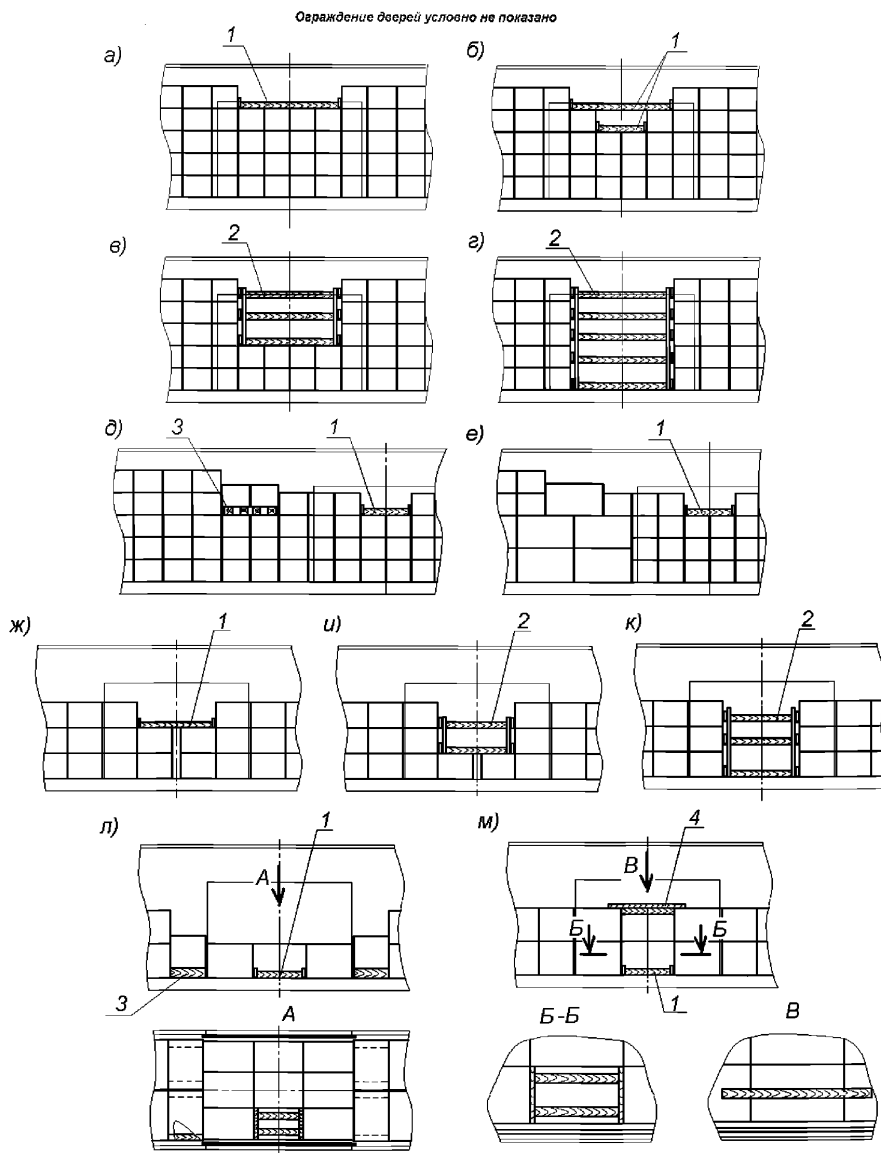 Ограждение дверей условно не показано
а) 1 б) 1
в) 2 г) 2
д) 3 1 е) 1
ж) 1 и) 2 к) 2
л) А 1 м) В 4
Б Б
3 1
А Б-Б В